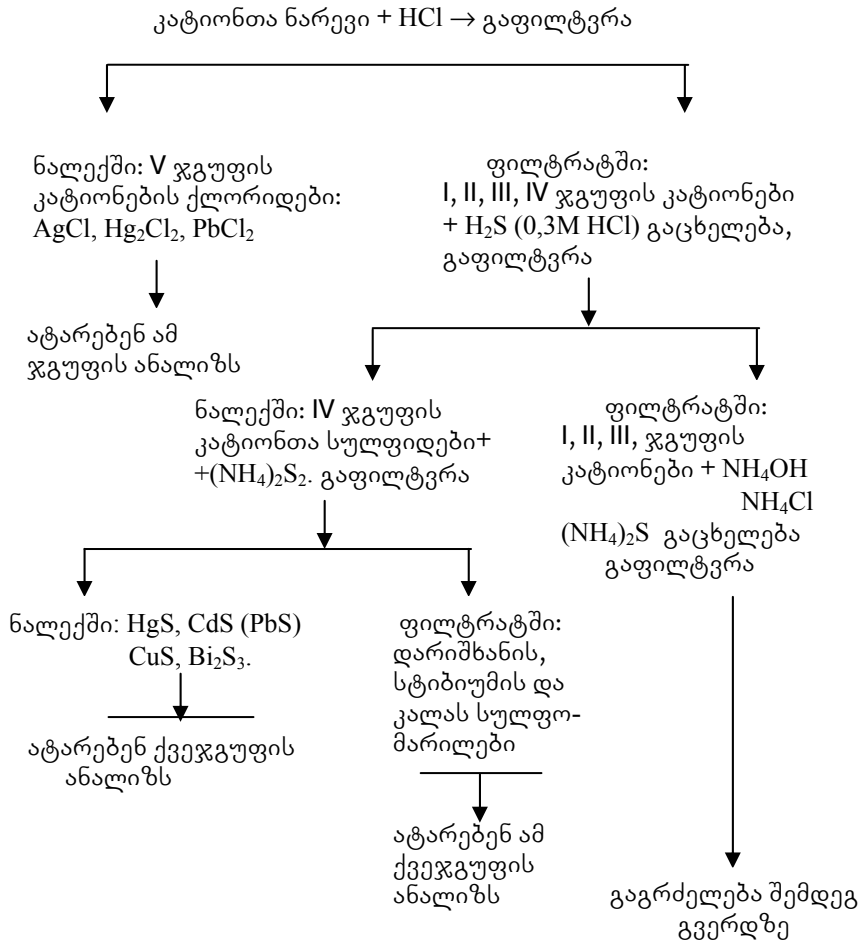 კატიონთა ნარევი + HCl → გაფილტვრა
ნალექში: V ჯგუფის
კატიონების ქლორიდები:
AgCl, Hg₂Cl₂, PbCl₂
ატარებენ ამ
ჯგუფის ანალიზს
ფილტრატში:
I, II, III, IV ჯგუფის კატიონები
+ H₂S (0,3M HCl) გაცხელება,
გაფილტვრა
ნალექში: IV ჯგუფის
კატიონთა სულფიდები+
+(NH₄)₂S₂. გაფილტვრა
ფილტრატში:
I, II, III, ჯგუფის
კატიონები + NH₄OH
NH₄Cl
(NH₄)₂S გაცხელება
გაფილტვრა
ნალექში: HgS, CdS (PbS)
CuS, Bi₂S₃.
ატარებენ ქვეჯგუფის
ანალიზს
ფილტრატში:
დარიშხანის,
სტიბიუმის და
კალას სულფო-
მარილები
ატარებენ ამ
ქვეჯგუფის
ანალიზს
გაგრძელება შემდეგ
გვერდზე